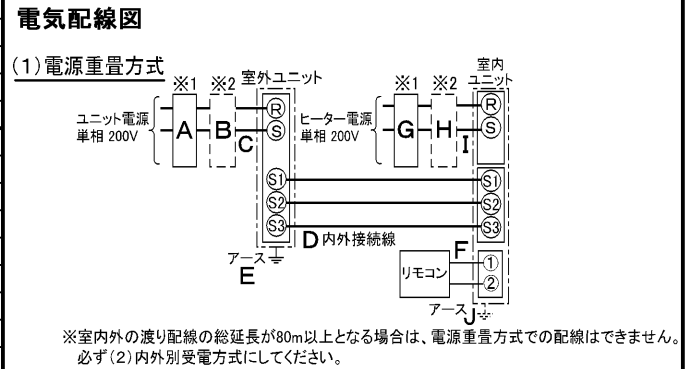 電気配線図
(1)電源重畳方式
※1 ※2 室外ユニット
ユニット電源
単相 200V
A
B
C
R
S
S1
S2
S3
アース
E
D 内外接続線
※1 ※2
室内
ユニット
ヒーター電源
単相 200V
G
H
I
R
S
S1
S2
S3
リモコン
F
①
②
アース
J
※室内外の渡り配線の総延長が80m以上となる場合は、電源重畳方式での配線はできません。
必ず(2)内外別受電方式にしてください。